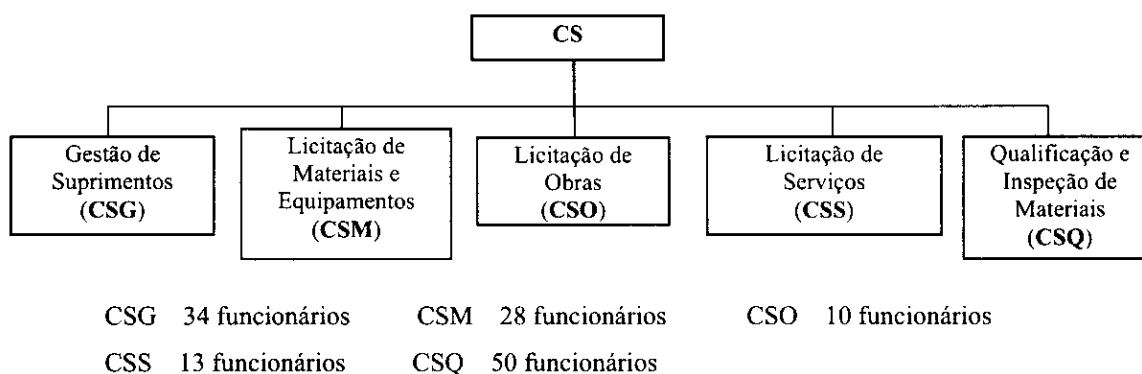 CS
Gestão de
Suprimentos
(CSG)
Licitação de
Materiais e
Equipamentos
(CSM)
Licitação de
Obras
(CSO)
Licitação de
Serviços
(CSS)
Qualificação e
Inspeção de
Materiais
(CSQ)
CSG 34 funcionários CSM 28 funcionários CSO 10 funcionários
CSS 13 funcionários CSQ 50 funcionários